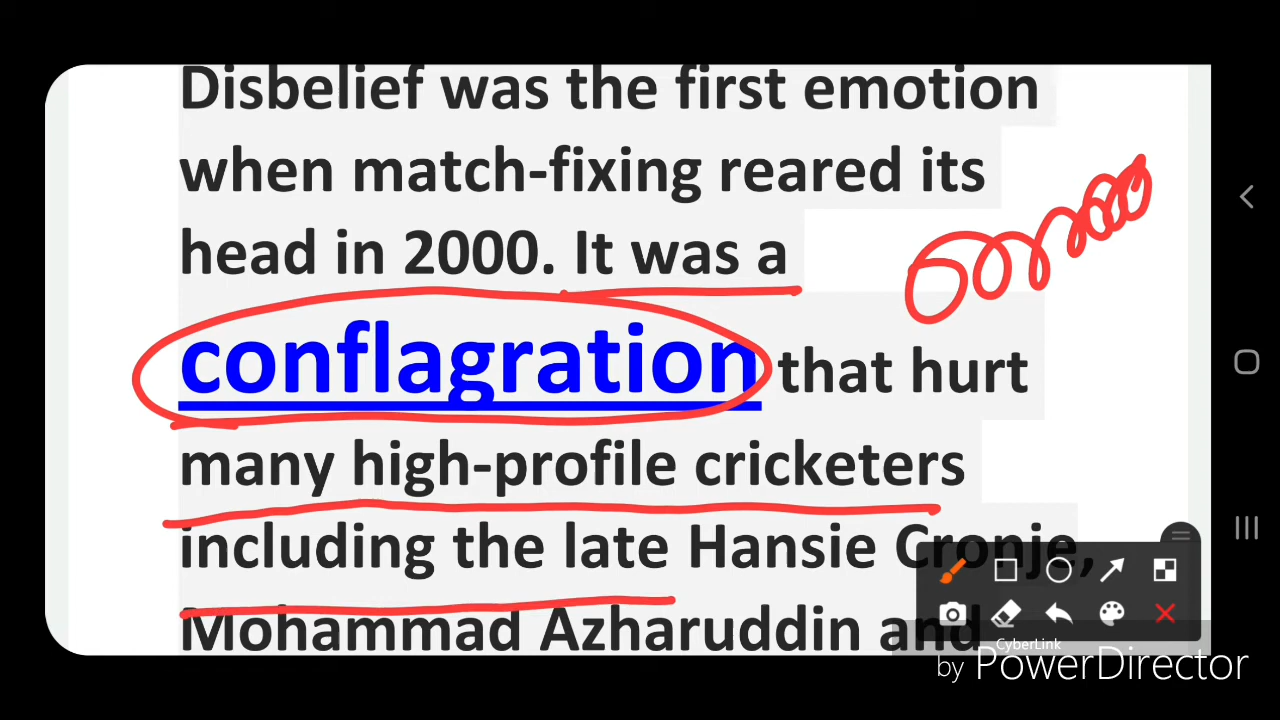 Disbelief was the first emotion
when match-fixing reared its
head in 2000. It was a
conflagration that hurt
many high-profile cricketers
including the late Hansie Cronje,
Mohammad Azharuddin and
CyberLink
by PowerDirector